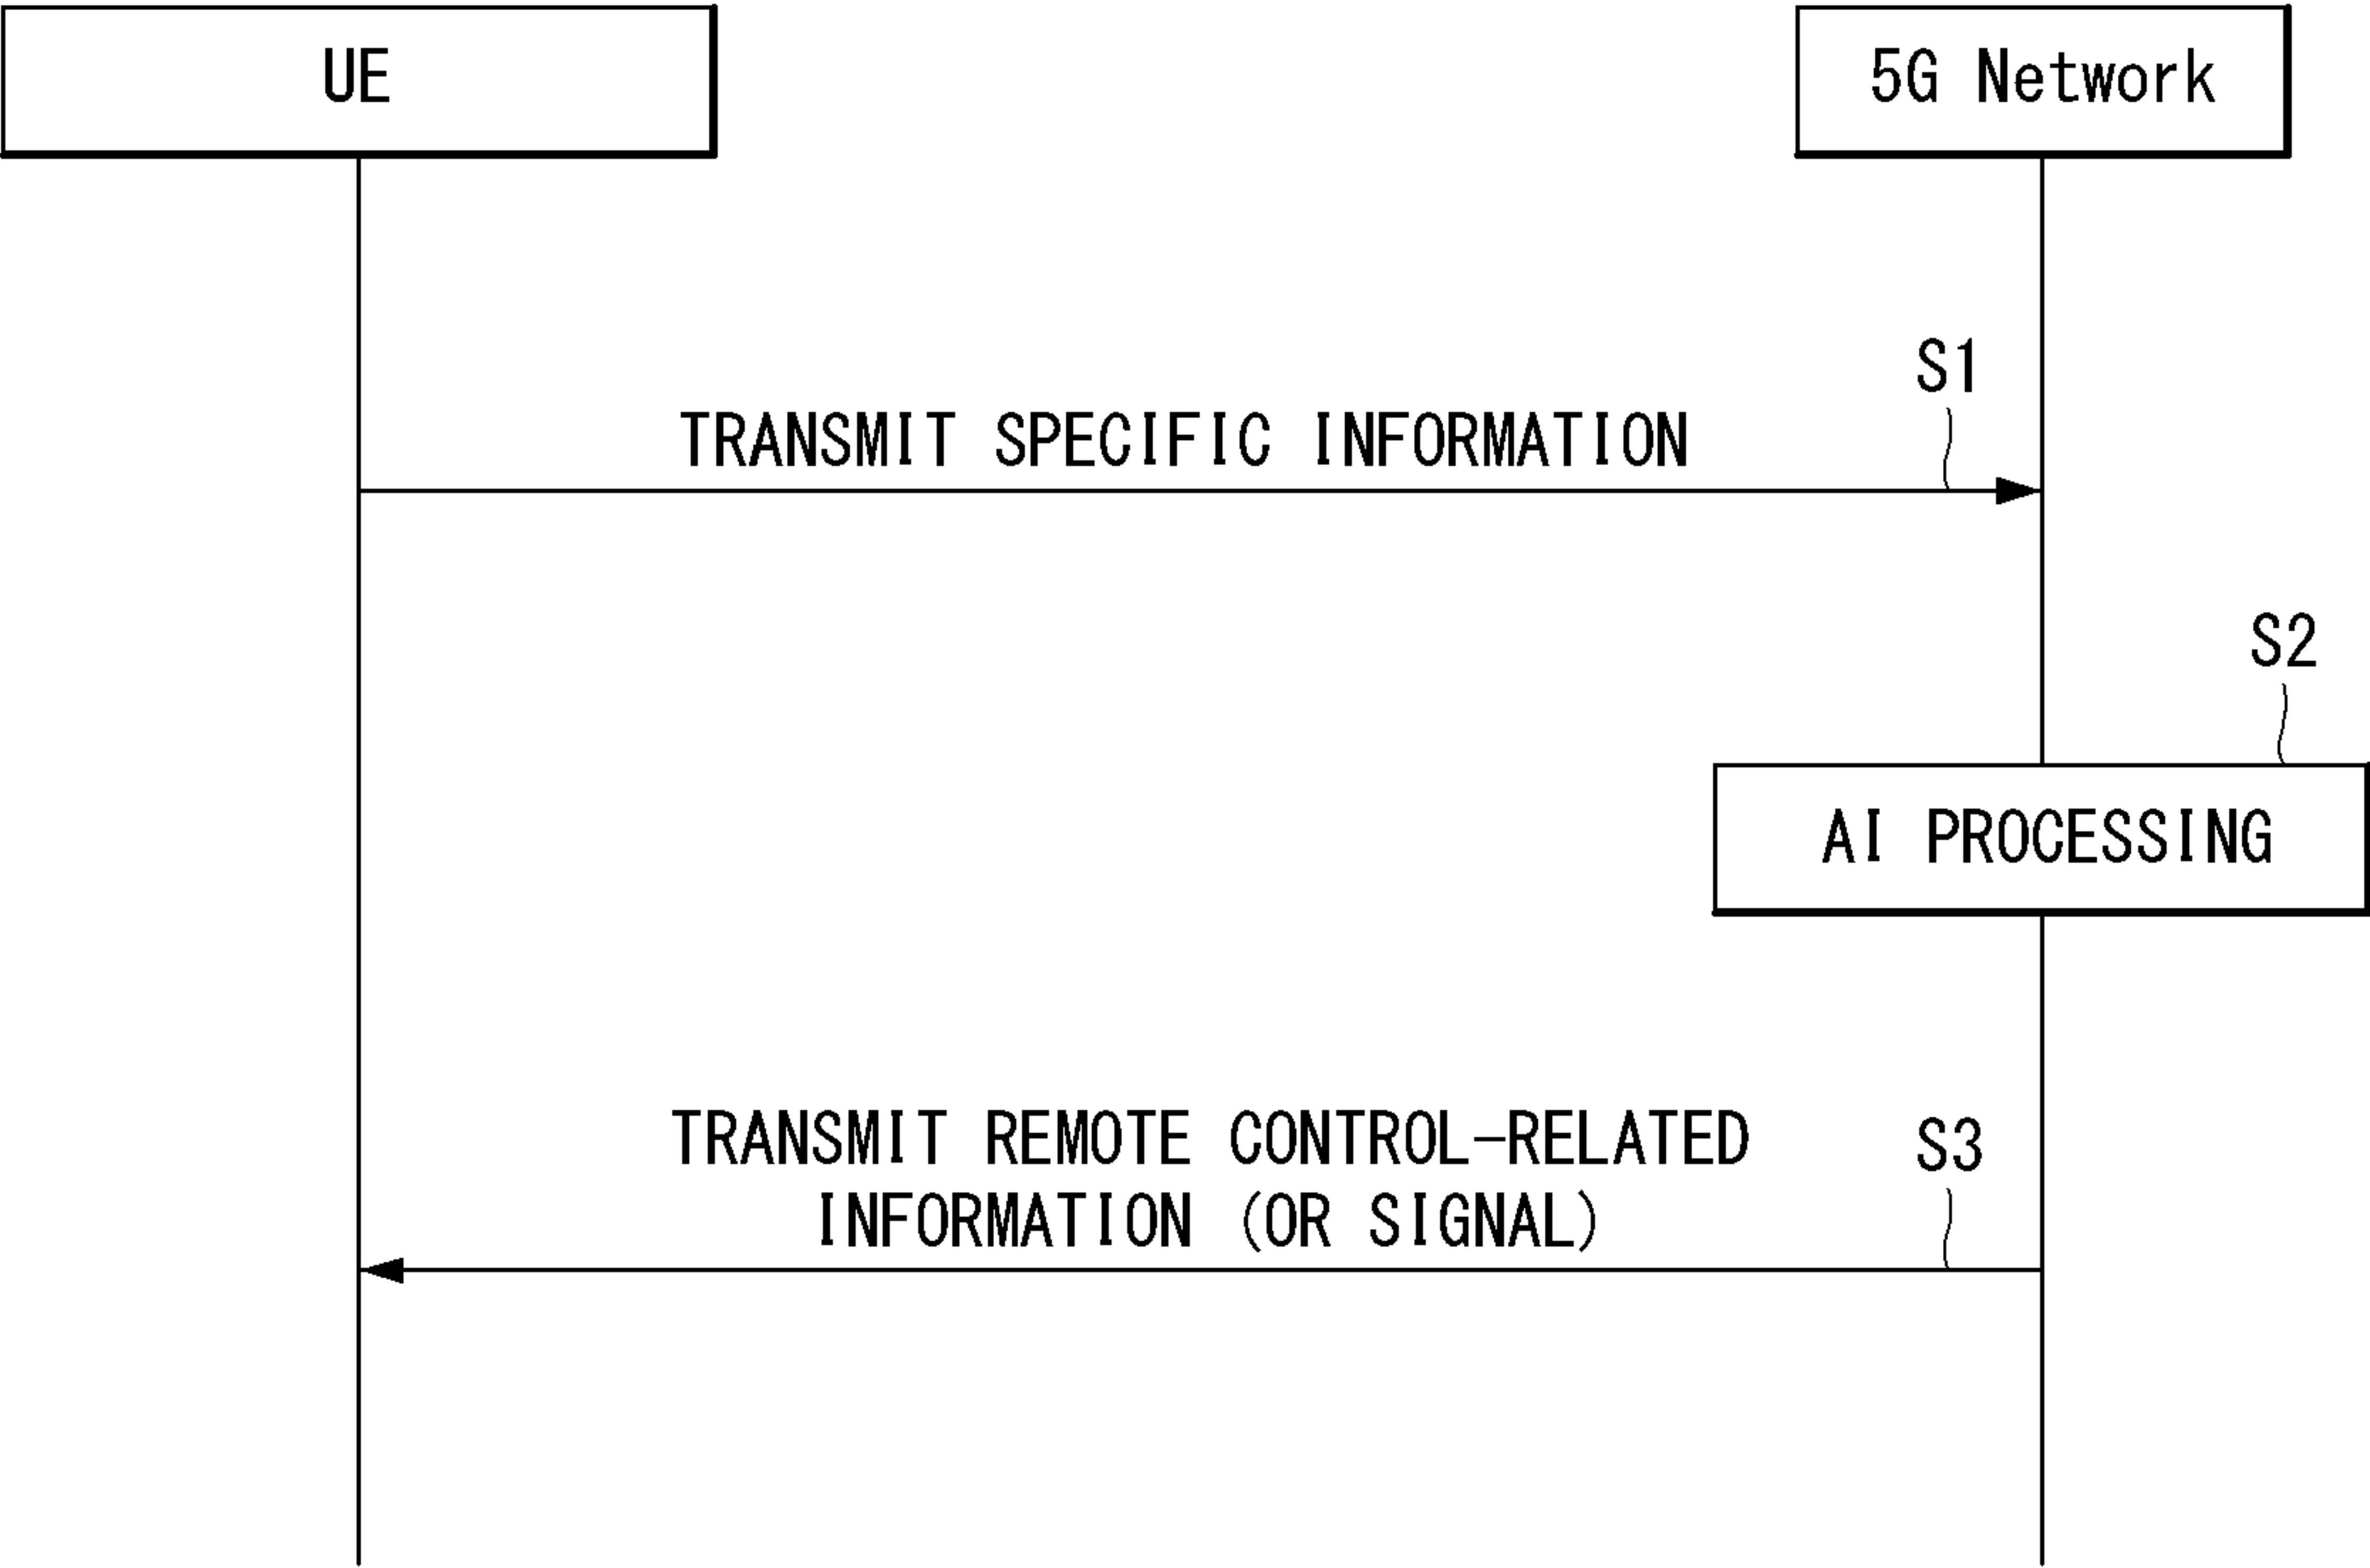 UE
5G Network
S1
TRANSMIT SPECIFIC INFORMATION
S2
AI PROCESSING
TRANSMIT REMOTE CONTROL-RELATED
S3
INFORMATION (OR SIGNAL)